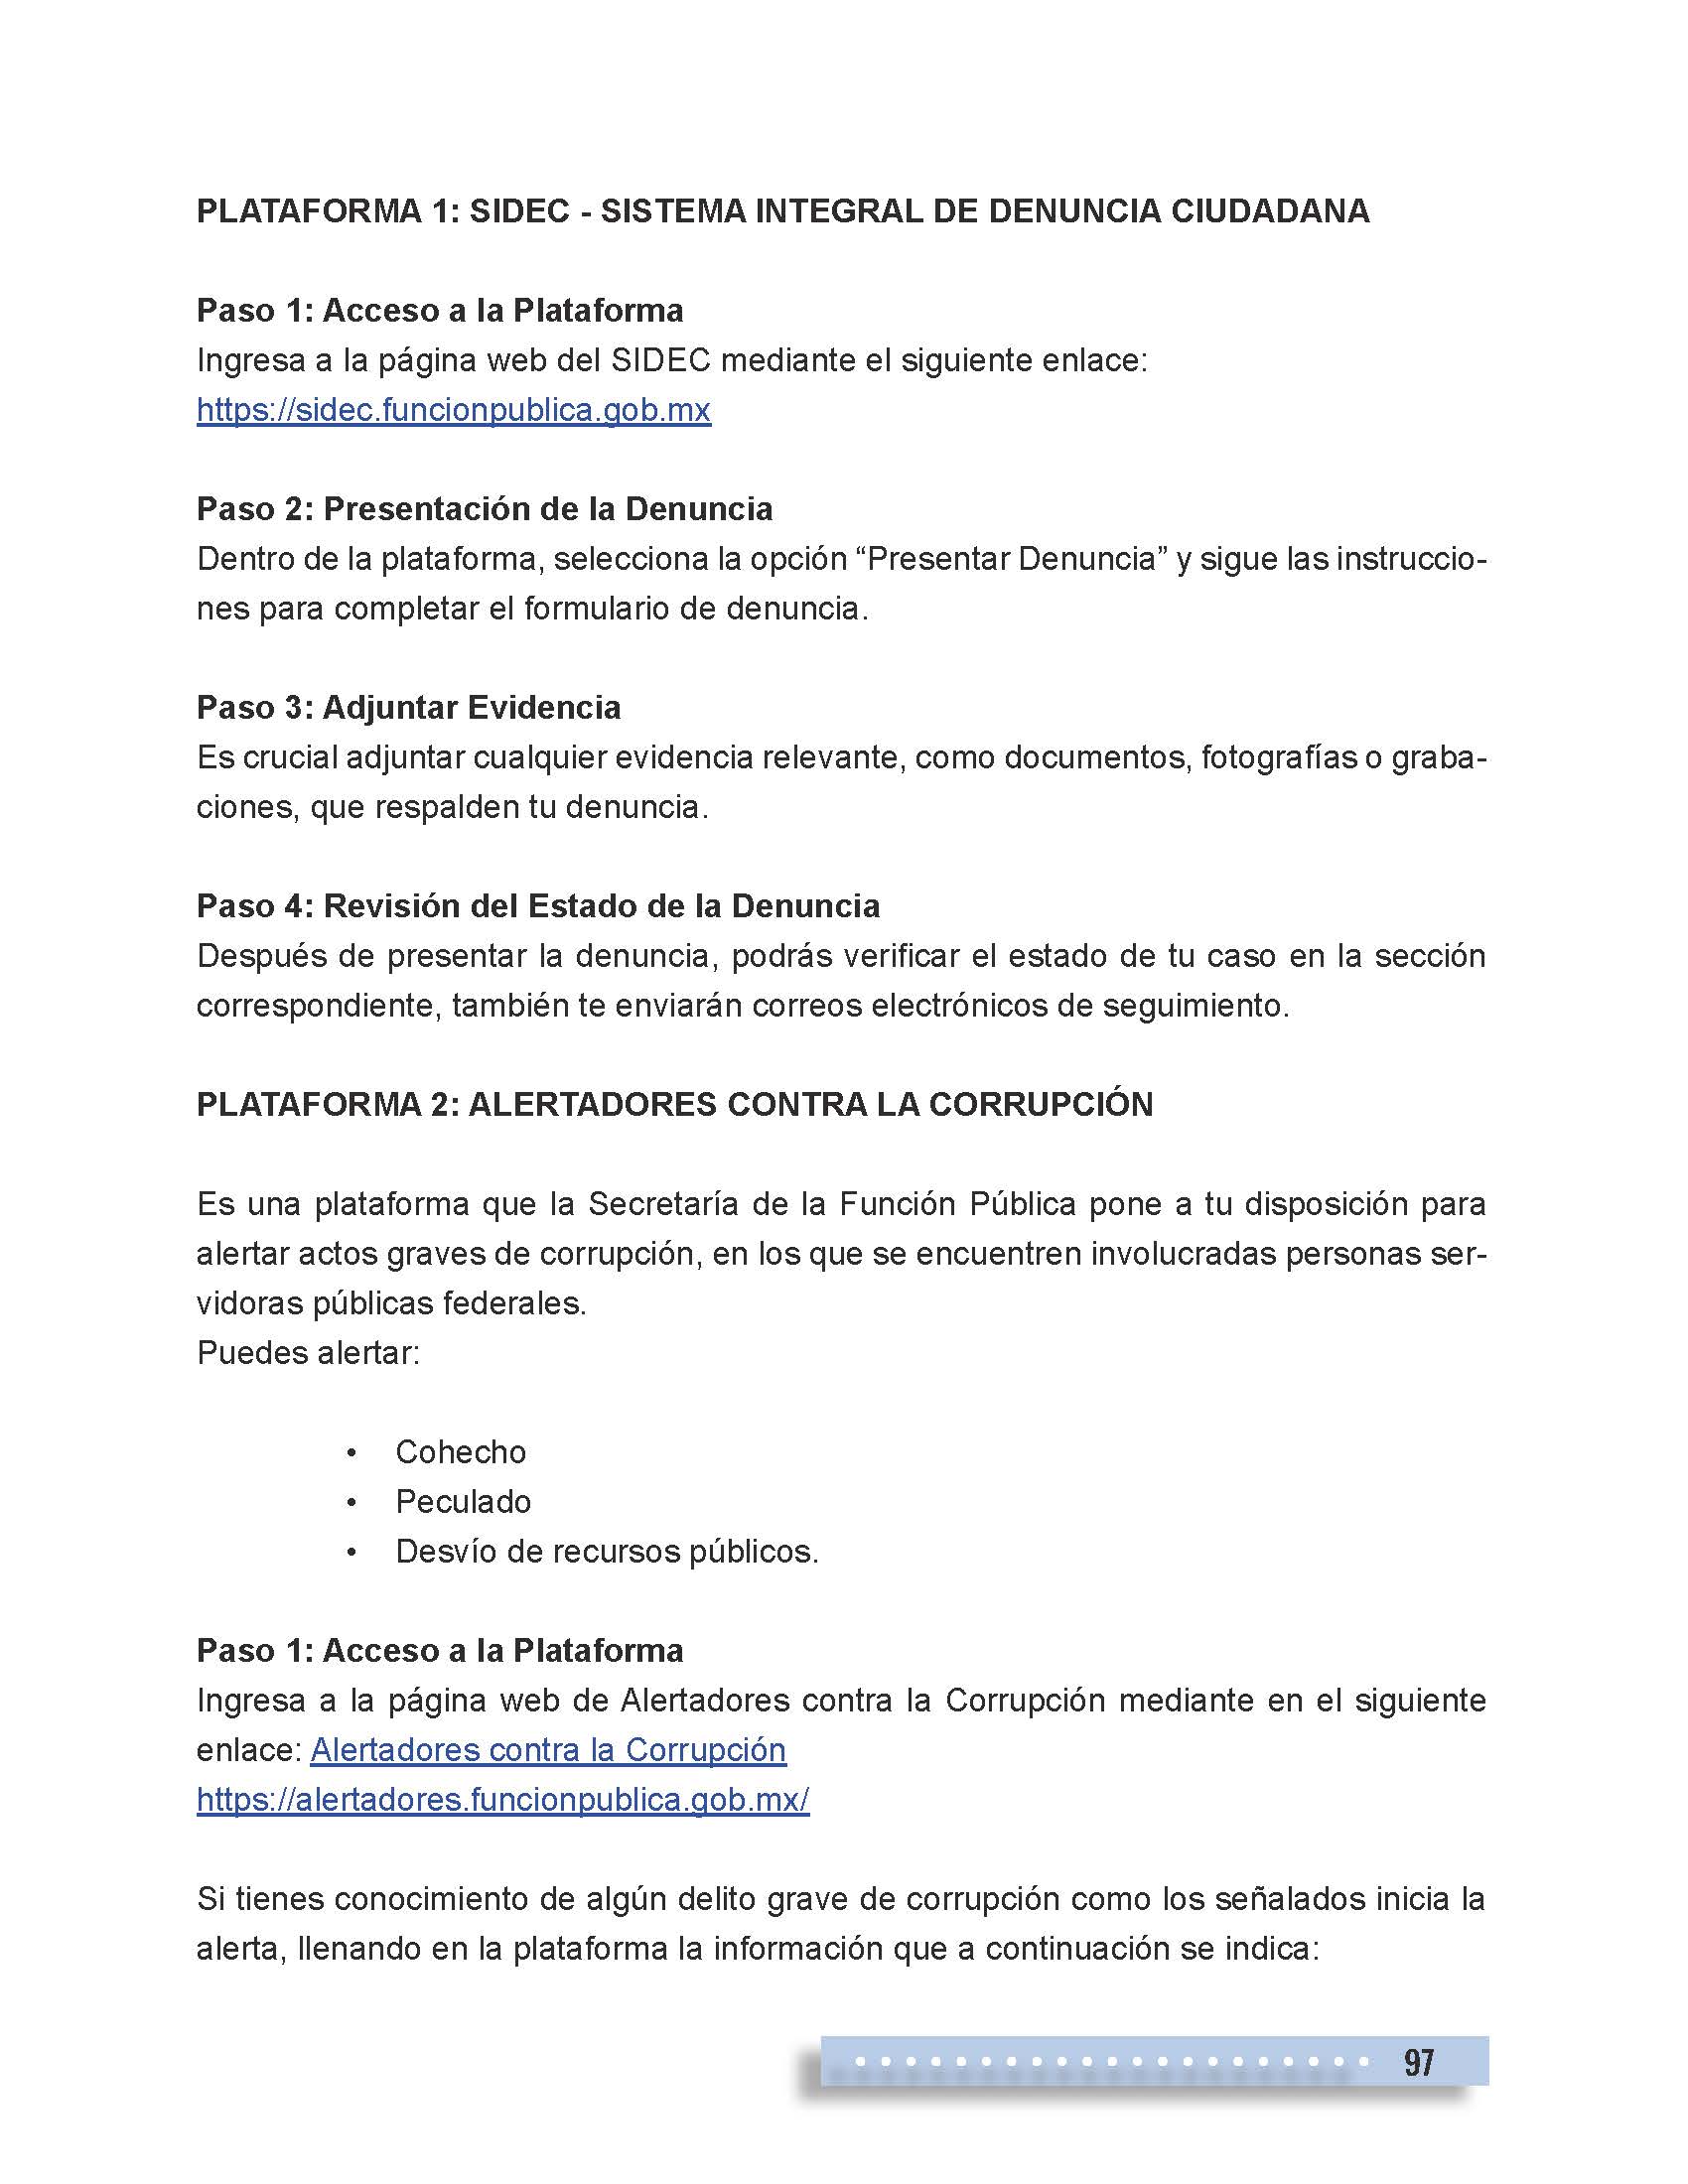 PLATAFORMA 1: SIDEC - SISTEMA INTEGRAL DE DENUNCIA CIUDADANA
Paso 1: Acceso a la Plataforma
Ingresa a la página web del SIDEC mediante el siguiente enlace:
https://sidec.funcionpublica.gob.mx
Paso 2: Presentación de la Denuncia
Dentro de la plataforma, selecciona la opción “Presentar Denuncia” y sigue las instruccio-
nes para completar el formulario de denuncia.
Paso 3: Adjuntar Evidencia
Es crucial adjuntar cualquier evidencia relevante, como documentos, fotografías o graba-
ciones, que respalden tu denuncia.
Paso 4: Revisión del Estado de la Denuncia
Después de presentar la denuncia, podrás verificar el estado de tu caso en la sección
correspondiente, también te enviarán correos electrónicos de seguimiento.
PLATAFORMA 2: ALERTADORES CONTRA LA CORRUPCIÓN
Es una plataforma que la Secretaría de la Función Pública pone a tu disposición para
alertar actos graves de corrupción, en los que se encuentren involucradas personas ser-
vidoras públicas federales.
Puedes alertar:
• Cohecho
• Peculado
• Desvío de recursos públicos.
Paso 1: Acceso a la Plataforma
Ingresa a la página web de Alertadores contra la Corrupción mediante en el siguiente
enlace: Alertadores contra la Corrupción
https://alertadores.funcionpublica.gob.mx/
Si tienes conocimiento de algún delito grave de corrupción como los señalados inicia la
alerta, llenando en la plataforma la información que a continuación se indica:
97